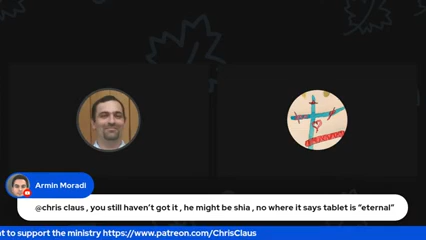 Armin Moradi
@chris claus , you still haven't got it , he might be shia , no where it says tablet is "eternal"
nt to support the ministry https://www.patreon.com/ChrisClaus